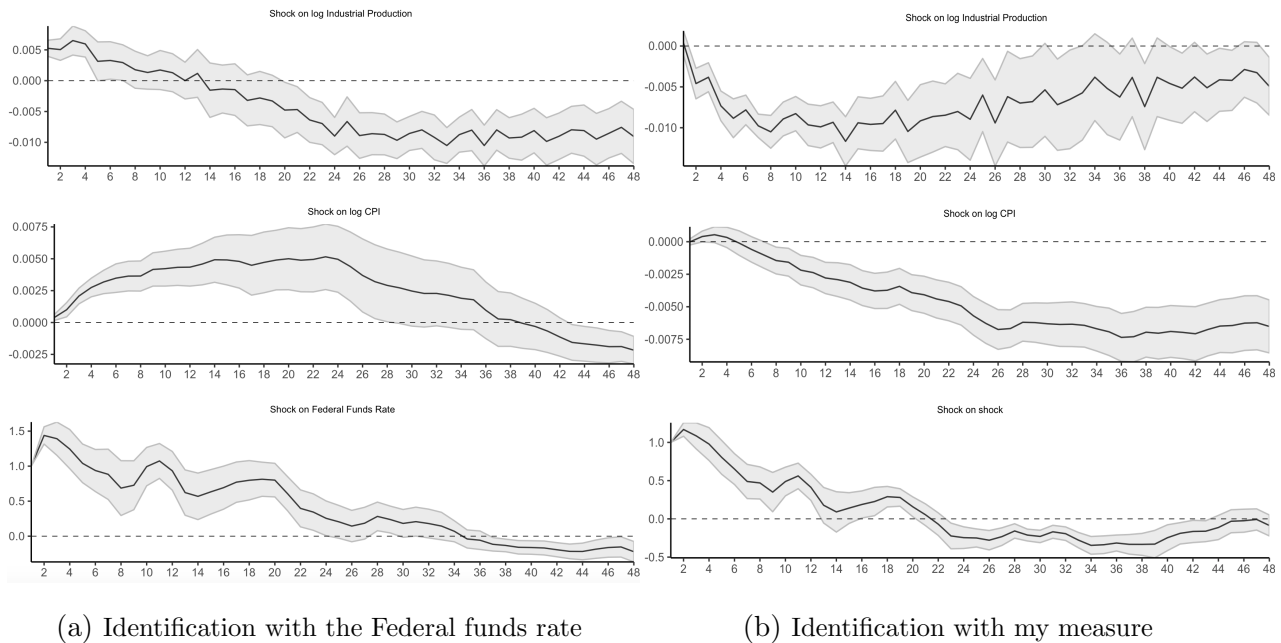 Shock on log Industrial Production
0.005
0.000
-0.005
-0.010
2 4 6 8 10 12 14 16 18 20 22 24 26 28 30 32 34 36 38 40 42 44 46 48
Shock on log CPI
0.0075
0.0050
0.0025
0.0000
-0.0025
2 4 6 8 10 12 14 16 18 20 22 24 26 28 30 32 34 36 38 40 42 44 46 48
Shock on Federal Funds Rate
1.5
1.0
0.5
0.0
2 4 6 8 10 12 14 16 18 20 22 24 26 28 30 32 34 36 38 40 42 44 46 48
(a) Identification with the Federal funds rate
Shock on log Industrial Production
0.000
-0.005
-0.010
2 4 6 8 10 12 14 16 18 20 22 24 26 28 30 32 34 36 38 40 42 44 46 48
Shock on log CPI
0.0000
-0.0025
-0.0050
-0.0075
2 4 6 8 10 12 14 16 18 20 22 24 26 28 30 32 34 36 38 40 42 44 46 48
Shock on shock
1.0
0.5
0.0
-0.5
2 4 6 8 10 12 14 16 18 20 22 24 26 28 30 32 34 36 38 40 42 44 46 48
(b) Identification with my measure